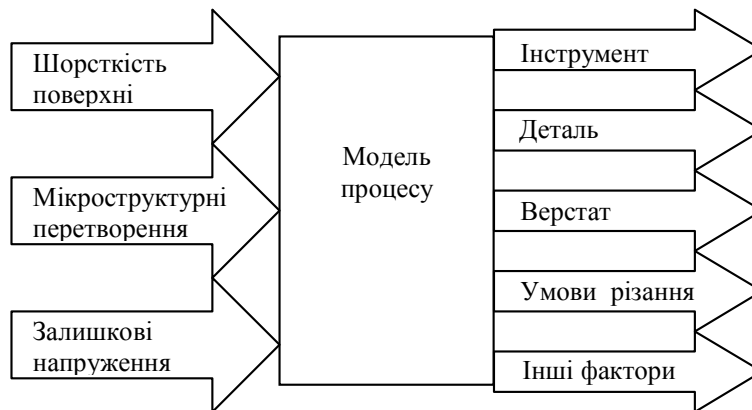 Шорсткість
поверхні
Мікроструктурні
перетворення
Залишкові
напруження
Модель
процесу
Інструмент
Деталь
Верстат
Умови різання
Інші фактори